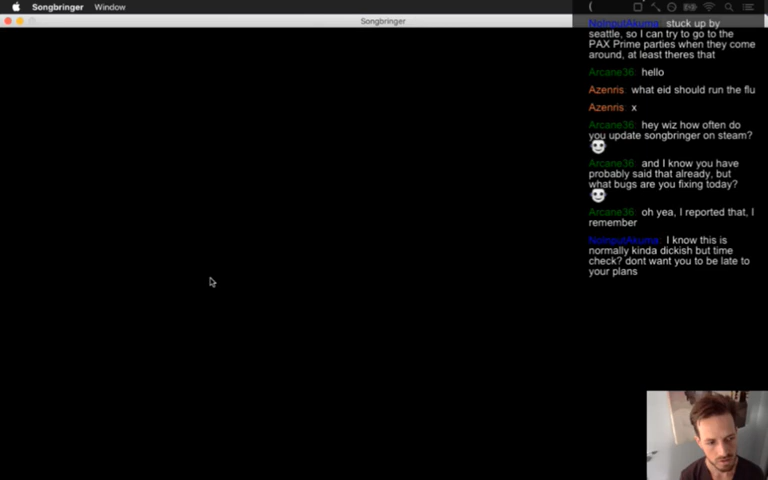 Songbringer Window
Songbringer
NoInputAkuma: stuck up by
seattle, so I can try to go to the
PAX Prime parties when they come
around, at least theres that
Arcane36: hello
Azenris: what eid should run the flu
Azenris: x
Arcane36: hey wiz how often do
you update songbringer on steam?
Arcane36: and I know you have
probably said that already, but
what bugs are you fixing today?
Arcane36: oh yea, I reported that, I
remember
NoInputAkuma: I know this is
normally kinda dickish but time
check? dont want you to be late to
your plans